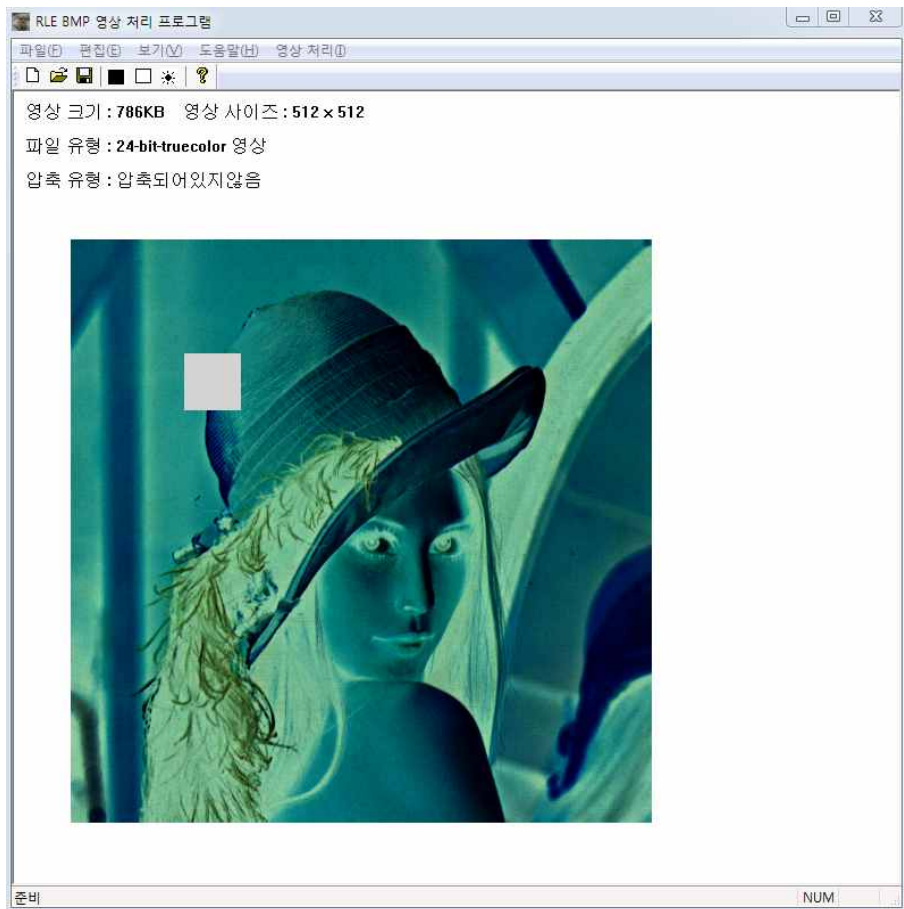 RLE BMP 영상 처리 프로그램
파일(F) 편집(E) 보기(V) 도움말(H) 영상 처리(I)
영상 크기 : 786KB 영상 사이즈 : 512 x 512
파일 유형 : 24-bit-truecolor 영상
압축 유형 : 압축되어있지않음
준비 NUM